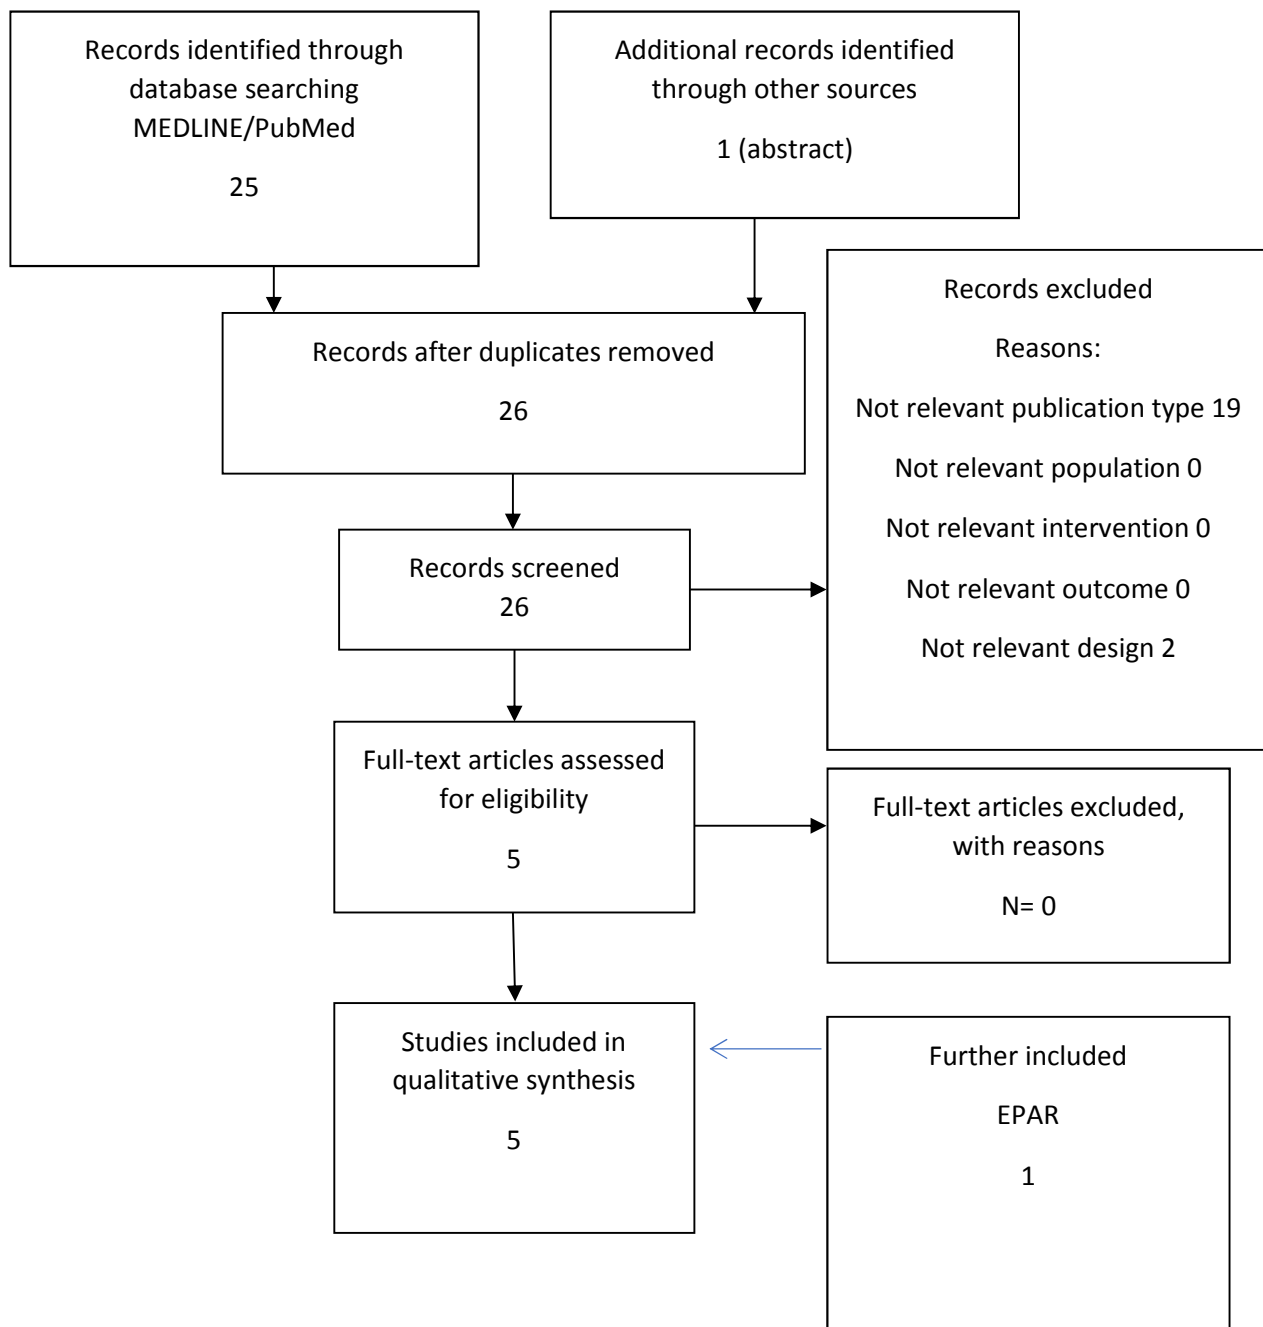 Records identified through
database searching
MEDLINE/PubMed
25
Additional records identified
through other sources
1 (abstract)
Records after duplicates removed
26
Records excluded
Reasons:
Not relevant publication type 19
Not relevant population 0
Not relevant intervention 0
Not relevant outcome 0
Not relevant design 2
Records screened
26
Full-text articles assessed
for eligibility
5
Full-text articles excluded,
with reasons
N= 0
Studies included in
qualitative synthesis
5
Further included
EPAR
1